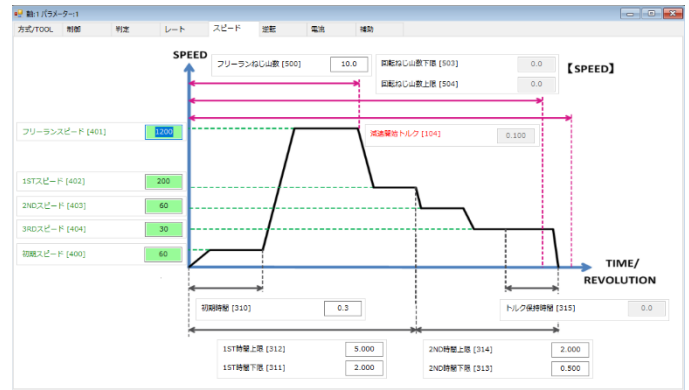 軸:1 パラメーター:1
方式/TOOL 制御 判定 レート スピード 逆転 電流 補助
SPEED
フリーランねじ山数 [500] 10.0 回転ねじ山数下限 [503] 0.0
【SPEED】
回転ねじ山数上限 [504] 0.0
フリーランスピード [401] 1200
減速開始トルク [104] 0.100
1STスピード [402] 200
2NDスピード [403] 60
3RDスピード [404] 30
初期スピード [400] 60
TIME/
REVOLUTION
初期時間 [310] 0.3 トルク保持時間 [315] 0.0
1ST時間上限 [312] 5.000 2ND時間上限 [314] 2.000
1ST時間下限 [311] 2.000 2ND時間下限 [313] 0.500